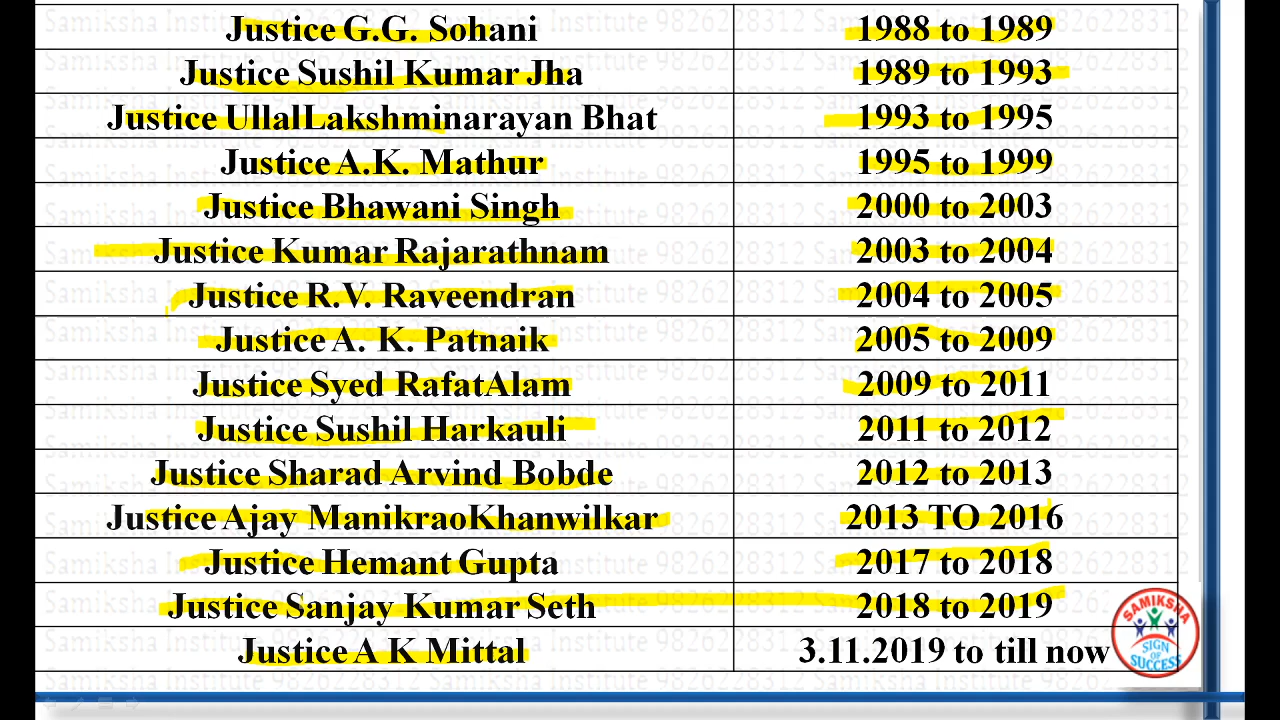 Justice G.G. Sohani 1988 to 1989
Justice Sushil Kumar Jha 1989 to 1993
Justice UllalLakshminarayan Bhat 1993 to 1995
Justice A.K. Mathur 1995 to 1999
Justice Bhawani Singh 2000 to 2003
Justice Kumar Rajarathnam 2003 to 2004
Justice R.V. Raveendran 2004 to 2005
Justice A. K. Patnaik 2005 to 2009
Justice Syed RafatAlam 2009 to 2011
Justice Sushil Harkauli 2011 to 2012
Justice Sharad Arvind Bobde 2012 to 2013
Justice Ajay ManikraoKhanwilkar 2013 TO 2016
Justice Hemant Gupta 2017 to 2018
Justice Sanjay Kumar Seth 2018 to 2019
Justice A K Mittal 3.11.2019 to till now
SAMIKSHA
SIGN
OF
SUCCESS
Samiksha Institute 9826228312